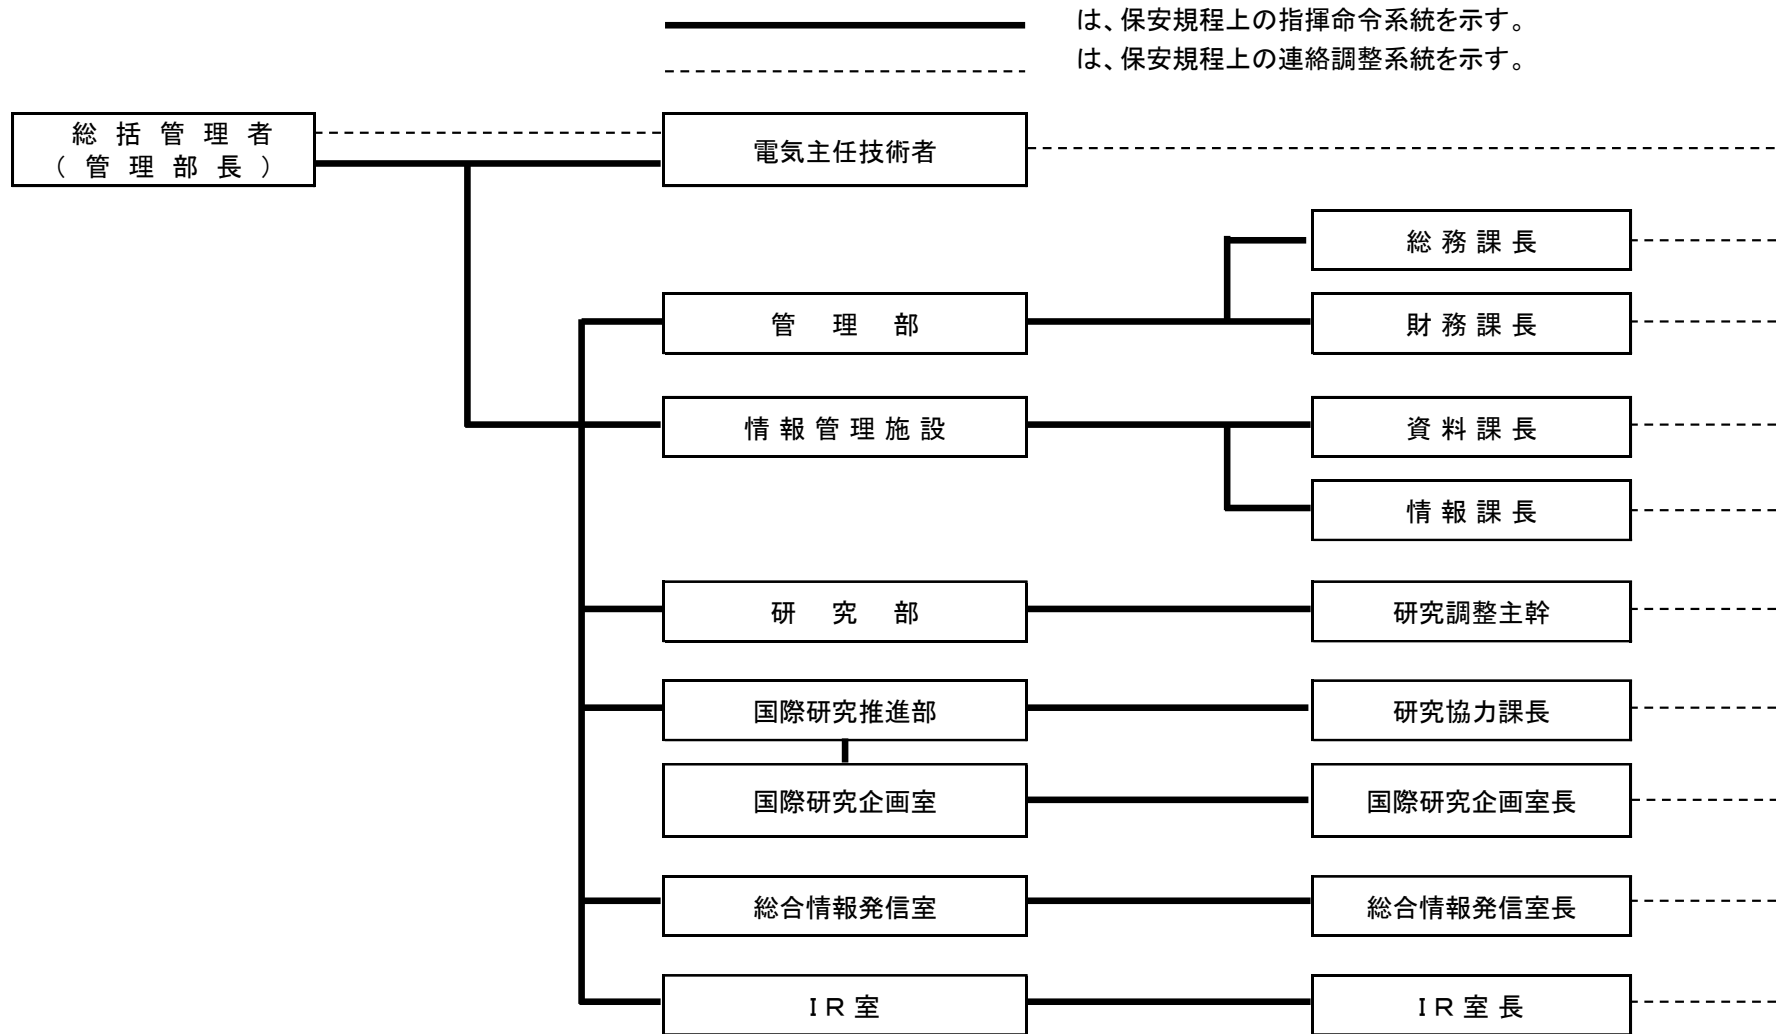 は、保安規程上の指揮命令系統を示す。
は、保安規程上の連絡調整系統を示す。
総括管理者
(管理部長)
電気主任技術者
総務課長
管理部
財務課長
情報管理施設
資料課長
情報課長
研究部
研究調整主幹
国際研究推進部
研究協力課長
国際研究企画室
国際研究企画室長
総合情報発信室
総合情報発信室長
IR室
IR室長